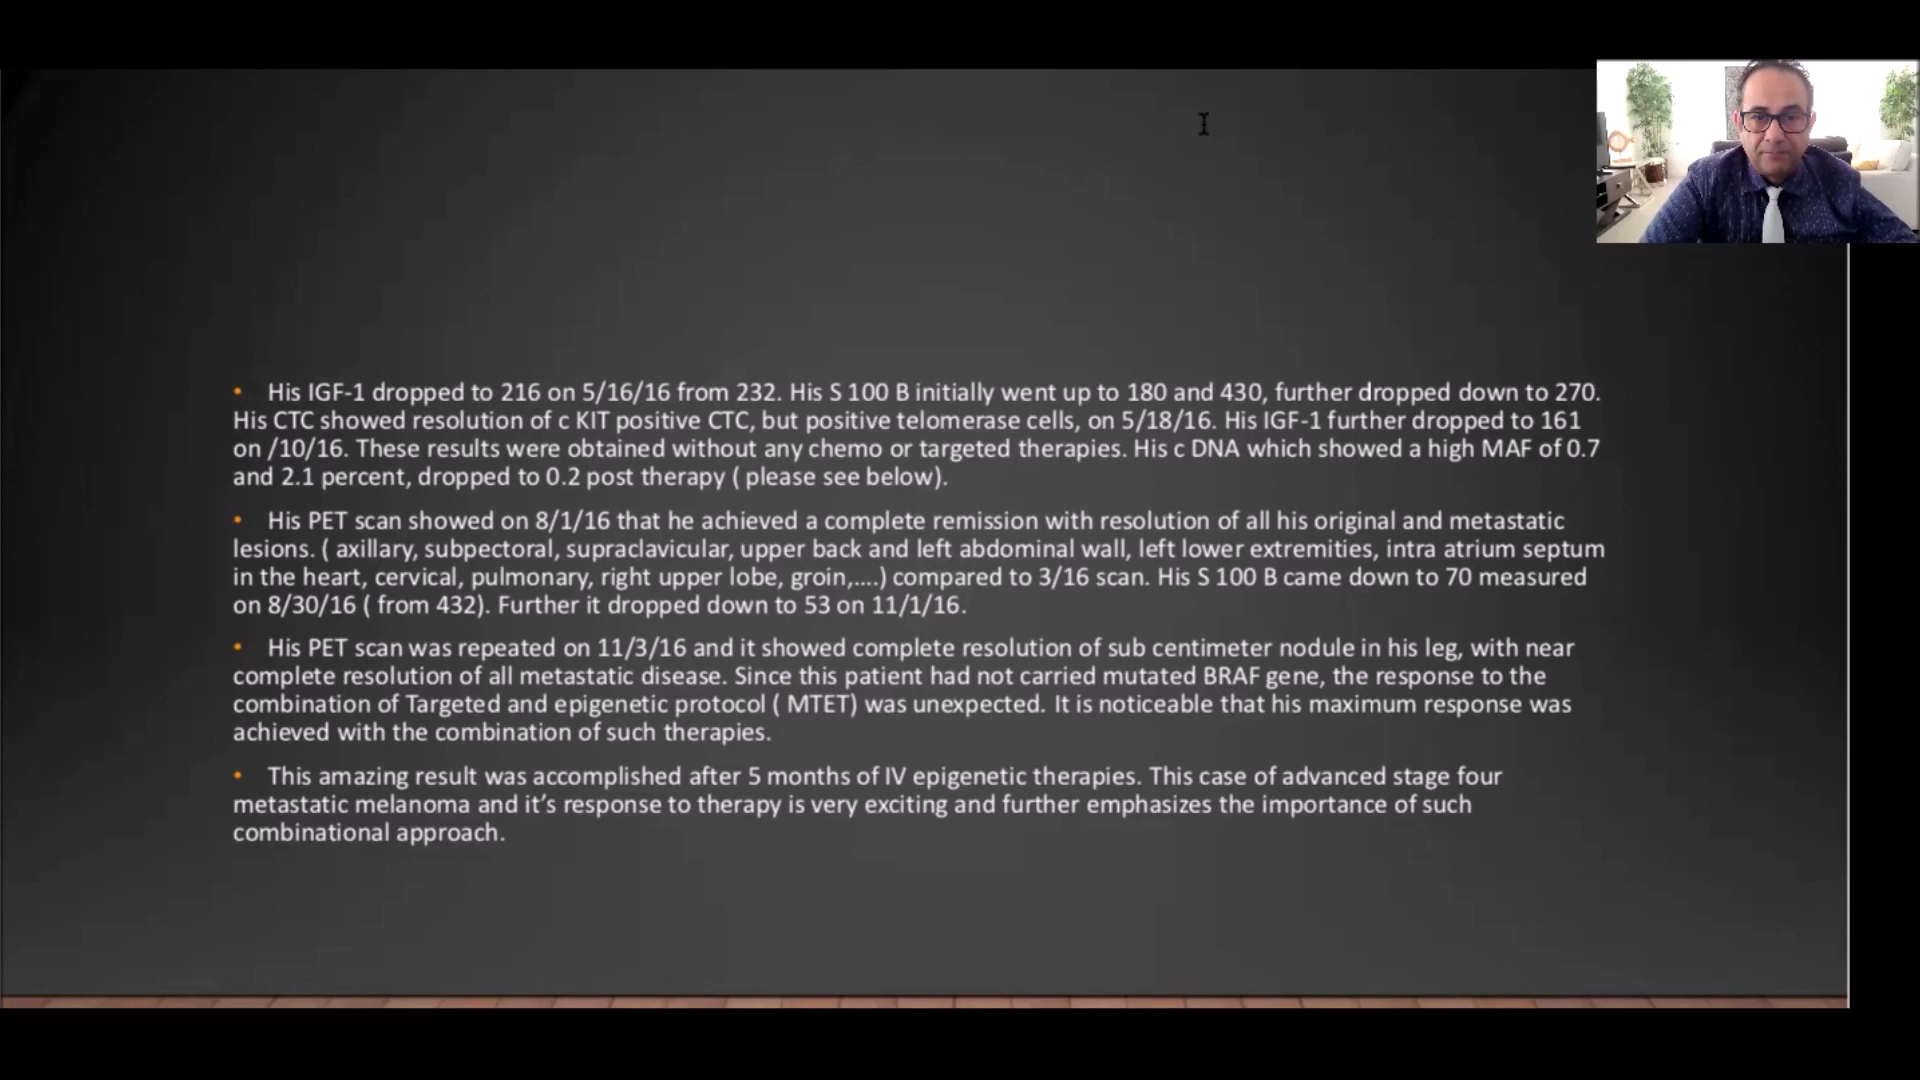 • His IGF-1 dropped to 216 on 5/16/16 from 232. His S 100 B initially went up to 180 and 430, further dropped down to 270.
His CTC showed resolution of c KIT positive CTC, but positive telomerase cells, on 5/18/16. His IGF-1 further dropped to 161
on /10/16. These results were obtained without any chemo or targeted therapies. His c DNA which showed a high MAF of 0.7
and 2.1 percent, dropped to 0.2 post therapy ( please see below).
• His PET scan showed on 8/1/16 that he achieved a complete remission with resolution of all his original and metastatic
lesions. ( axillary, subpectoral, supraclavicular, upper back and left abdominal wall, left lower extremities, intra atrium septum
in the heart, cervical, pulmonary, right upper lobe, groin,....) compared to 3/16 scan. His S 100 B came down to 70 measured
on 8/30/16 ( from 432). Further it dropped down to 53 on 11/1/16.
• His PET scan was repeated on 11/3/16 and it showed complete resolution of sub centimeter nodule in his leg, with near
complete resolution of all metastatic disease. Since this patient had not carried mutated BRAF gene, the response to the
combination of Targeted and epigenetic protocol ( MTET) was unexpected. It is noticeable that his maximum response was
achieved with the combination of such therapies.
• This amazing result was accomplished after 5 months of IV epigenetic therapies. This case of advanced stage four
metastatic melanoma and it’s response to therapy is very exciting and further emphasizes the importance of such
combinational approach.